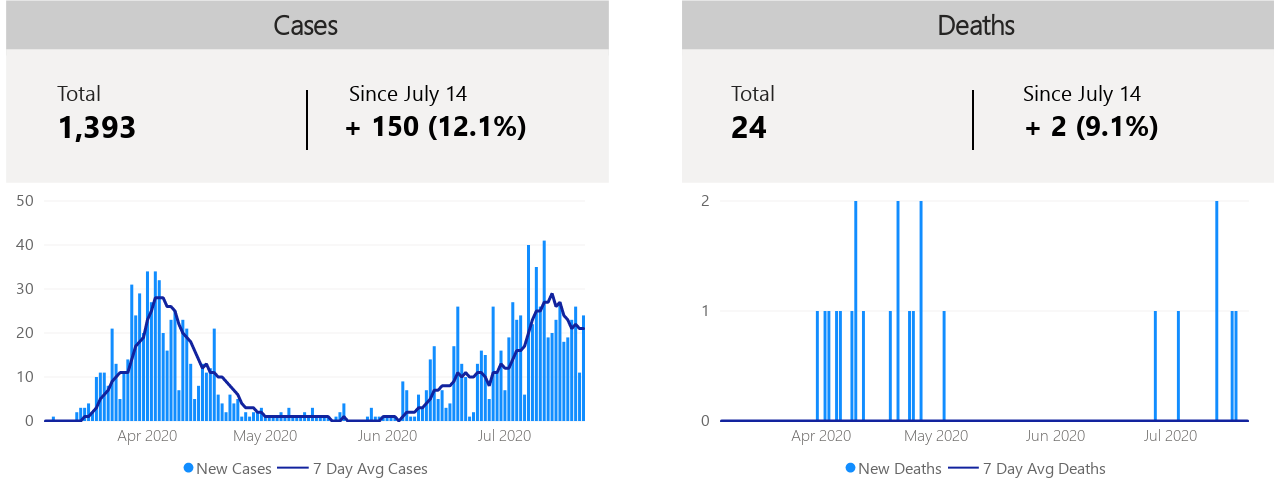 Cases
Total
1,393
Since July 14
+ 150 (12.1%)
50
40
30
20
10
0
Apr 2020
May 2020
Jun 2020
Jul 2020
New Cases
7 Day Avg Cases
Deaths
Total
24
Since July 14
+ 2 (9.1%)
2
1
0
Apr 2020
May 2020
Jun 2020
Jul 2020
New Deaths
7 Day Avg Deaths